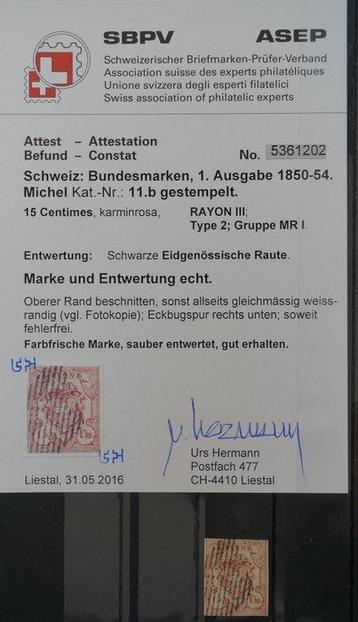 SBPV ASEP
Schweizerischer Briefmarken-Prüfer-Verband
Association suisse des experts philatéliques
Unione svizzera degli esperti filatelici
Swiss association of philatelic experts
Attest – Attestation
Befund – Constat No. 5361202
Schweiz: Bundesmarken, 1. Ausgabe 1850-54.
Michel Kat.-Nr.: 11.b gestempelt.
15 Centimes, karminrosa, RAYON III;
Type 2; Gruppe MR I.
Entwertung: Schwarze Eidgenössische Raute.
Marke und Entwertung echt.
Oberer Rand beschnitten, sonst allseits gleichmässig weiss-
randig (vgl. Fotokopie); Eckbugspur rechts unten; soweit
fehlerfrei.
Farbfrische Marke, sauber entwertet, gut erhalten.
Urs Hermann
Postfach 477
Liestal, 31.05.2016 CH-4410 Liestal